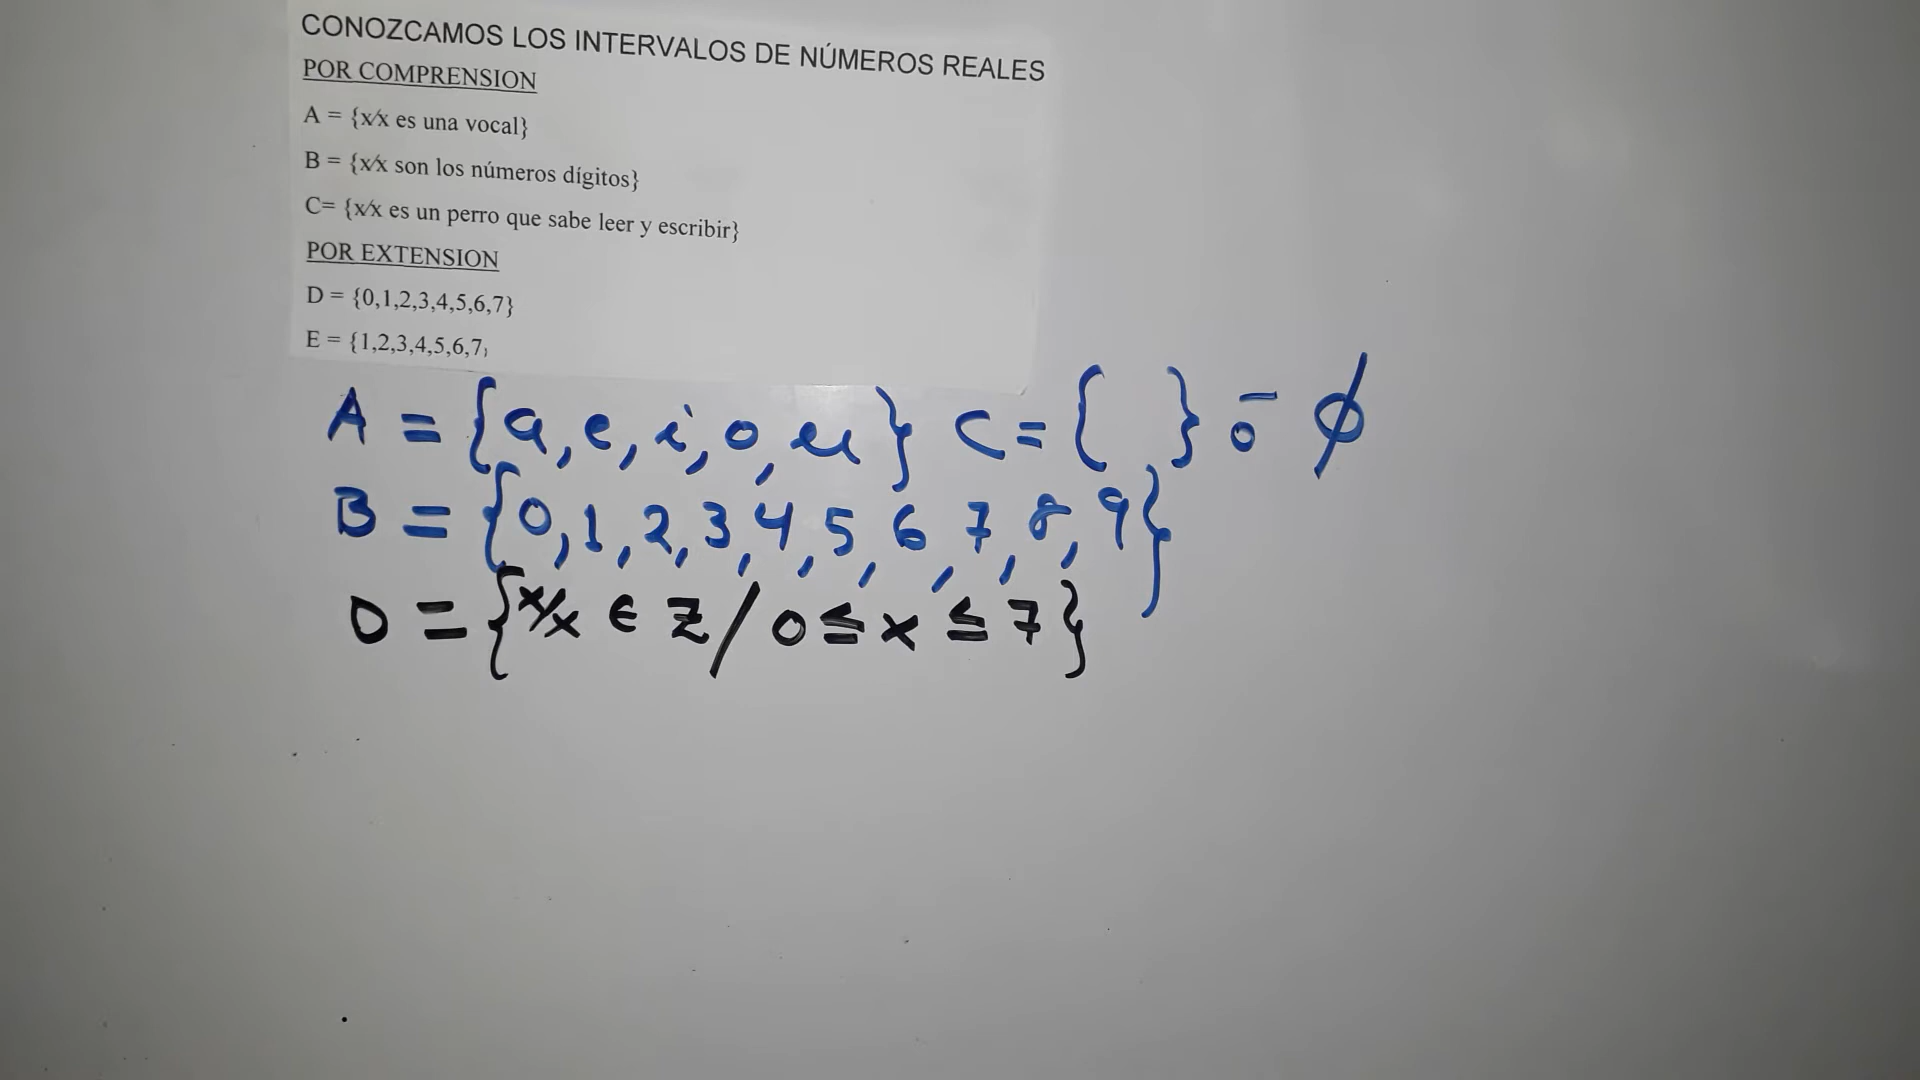 CONOZCAMOS LOS INTERVALOS DE NÚMEROS REALES
POR COMPRENSION
A = {x/x es una vocal}
B = {x/x son los números dígitos}
C= {x/x es un perro que sabe leer y escribir}
POR EXTENSION
D = {0,1,2,3,4,5,6,7}
E = {1,2,3,4,5,6,7}
A = {a, e, i, o, u} C = { } ó ϕ
B = {0, 1, 2, 3, 4, 5, 6, 7, 8, 9}
D = {x/x ∈ Z / 0 ≤ x ≤ 7}